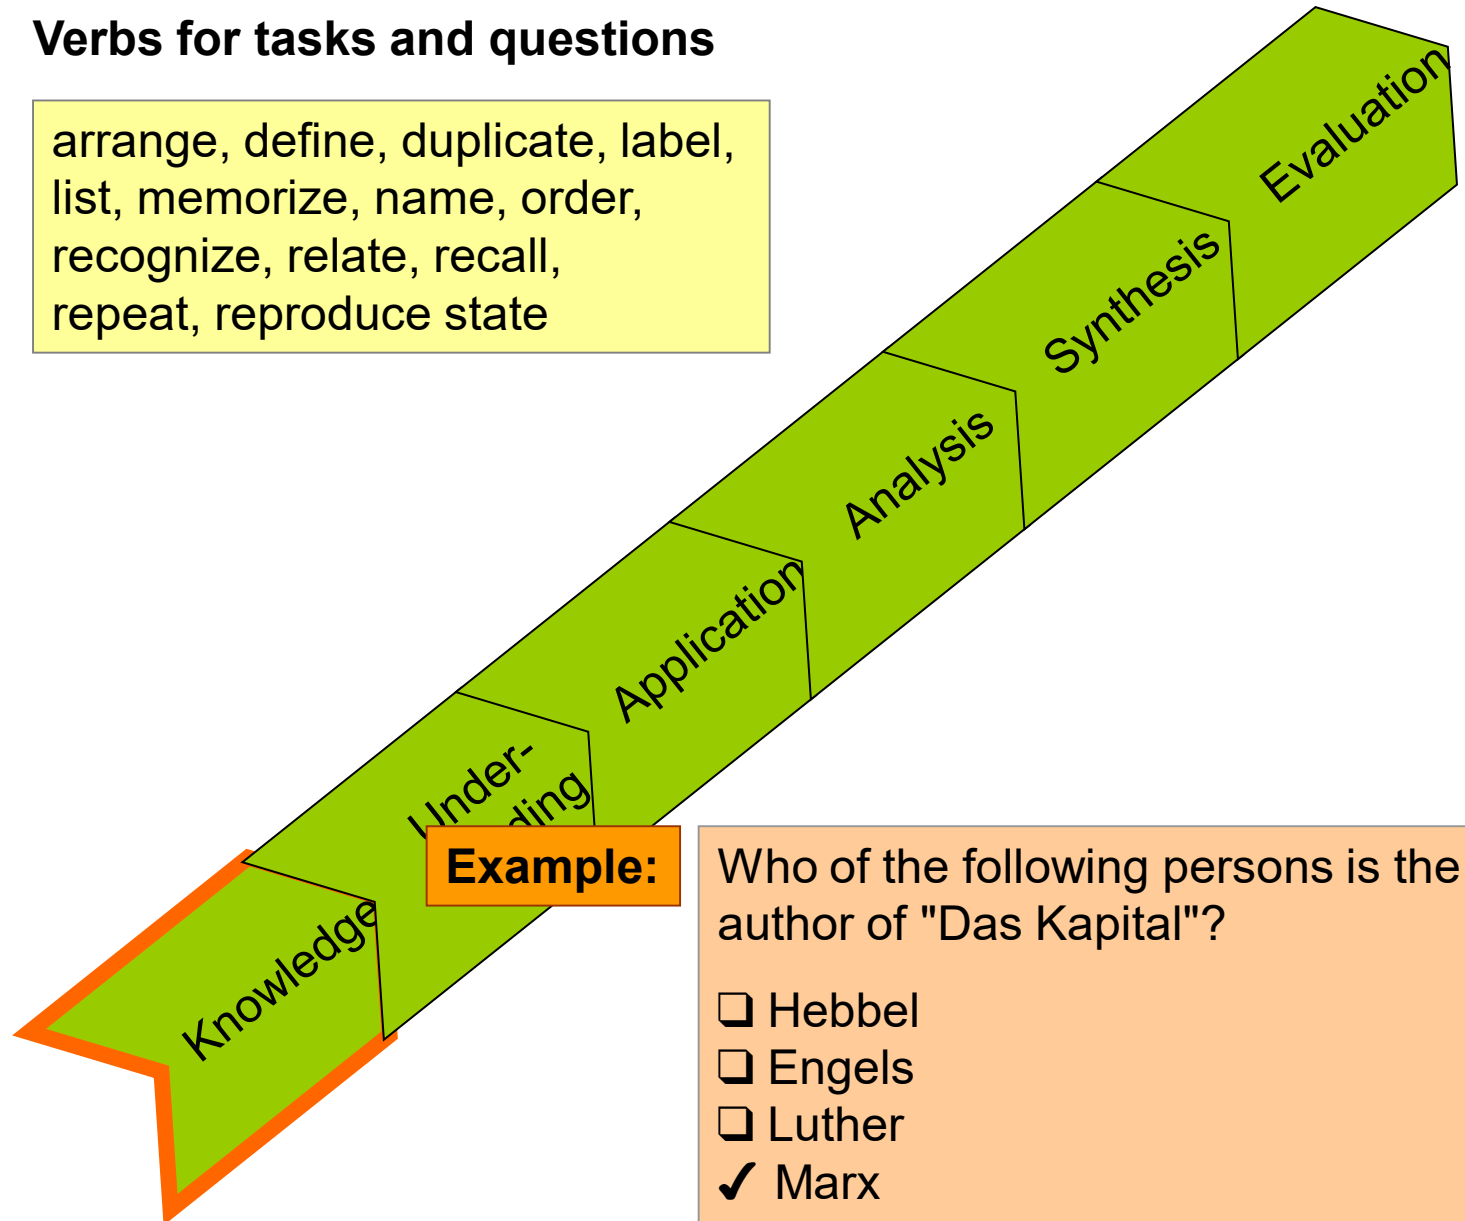 Verbs for tasks and questions
arrange, define, duplicate, label,
list, memorize, name, order,
recognize, relate, recall,
repeat, reproduce state
Evaluation
Synthesis
Analysis
Application
Under-
ding
Knowledge
Example:
Who of the following persons is the
author of "Das Kapital"?
❑ Hebbel
❑ Engels
❑ Luther
✔ Marx